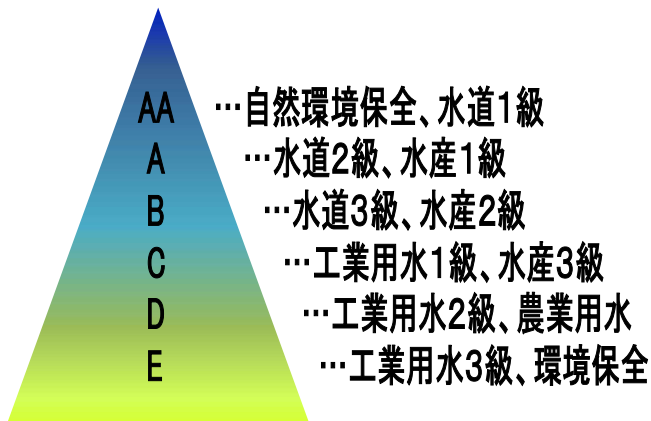 AA …自然環境保全、水道1級
A …水道2級、水産1級
B …水道3級、水産2級
C …工業用水1級、水産3級
D …工業用水2級、農業用水
E …工業用水3級、環境保全